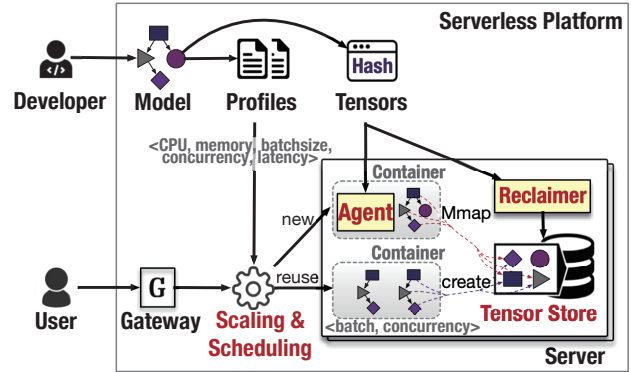 Serverless Platform
Hash
Developer
Model
Profiles
Tensors
<CPU, memory, batchsize,
concurrency, latency>
Container
Agent
Reclaimer
new
Mmap
Container
reuse
create
G
User
Gateway
Scaling &
Scheduling
<batch, concurrency>
Tensor Store
Server